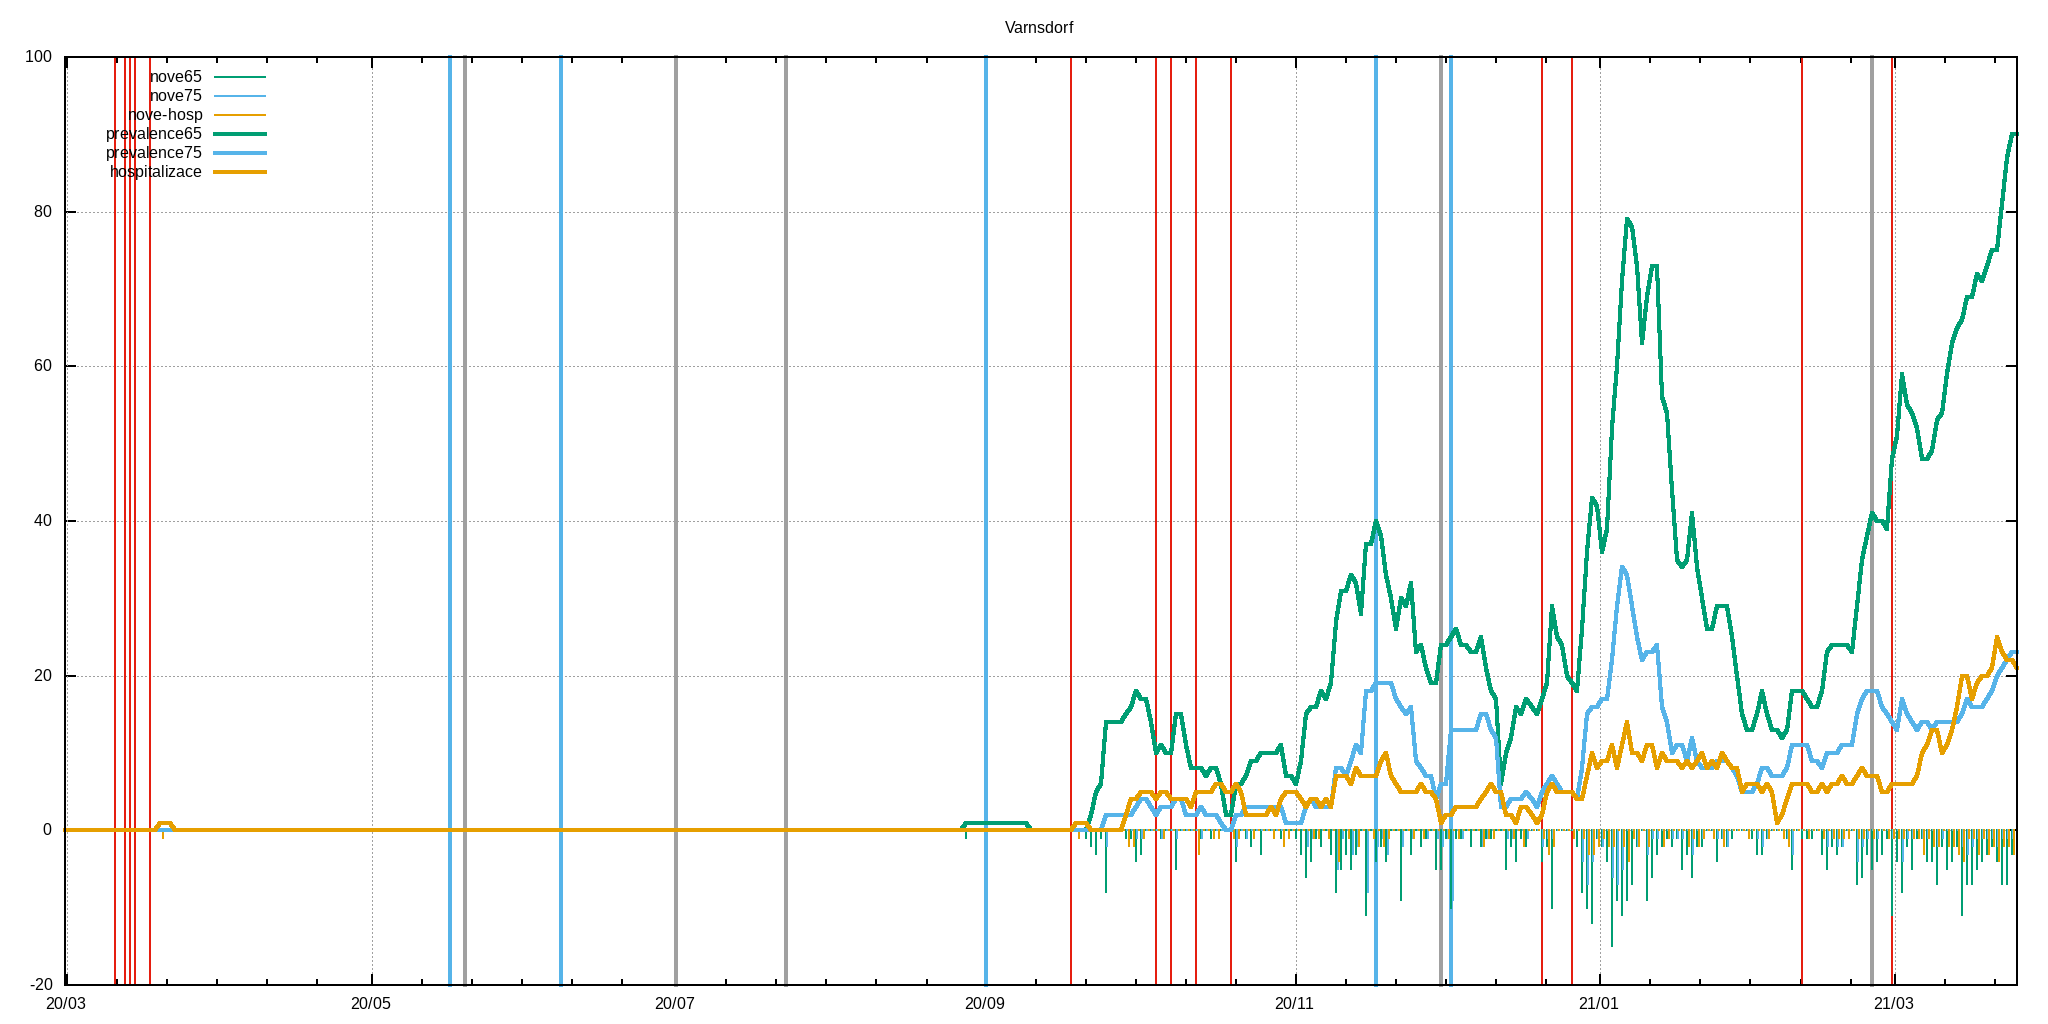 Varnsdorf
100
nove65
nove75
nove-hosp
prevalence65
prevalence75
hospitalizace
80
60
40
20
0
-20
20/03 20/05 20/07 20/09 20/11 21/01 21/03